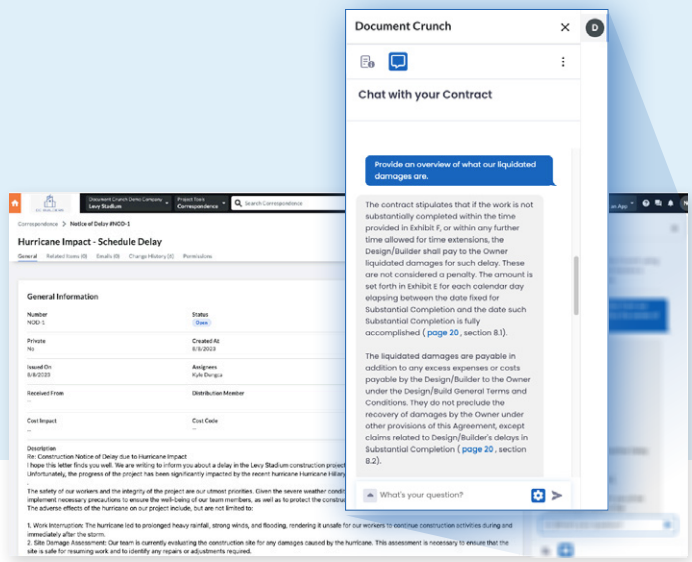 Document Crunch
D
Chat with your Contract
Provide an overview of what our liquidated
damages are.
The contract stipulates that if the work is not
substantially completed within the time
provided in Exhibit F, or within any further
time allowed for time extensions, the
Design/Builder shall pay to the Owner
liquidated damages for such delay. These
are not considered a penalty. The amount is
set forth in Exhibit E for each calendar day
elapsing between the date fixed for
Substantial Completion and the date such
Substantial Completion is fully
accomplished ( page 20 , section 8.1).
The liquidated damages are payable in
addition to any excess expenses or costs
payable by the Design/Builder to the Owner
under the Design/Build General Terms and
Conditions. They do not preclude the
recovery of damages by the Owner under
other provisions of this Agreement, except
claims related to Design/Builder's delays in
Substantial Completion ( page 20 , section
8.2).
What's your question?
Document Crunch Demo Company
Levy Stadium
Project Tools
Correspondence
Search Correspondence
an App
Correspondence > Notice of Delay #NOD-1
Hurricane Impact - Schedule Delay
General Related Items (0) Emails (0) Change History (5) Permissions
General Information
Number
NOD-1
Status
Open
Private
No
Created At
8/8/2023
Issued On
8/8/2023
Assignees
Kyle Dongca
Received From
--
Distribution Member
Cost Impact
--
Cost Code
--
Description
Re: Construction Notice of Delay due to Hurricane Impact
I hope this letter finds you well. We are writing to inform you about a delay in the Levy Stadium construction project
Unfortunately, the progress of the project has been significantly impacted by the recent hurricane Hurricane Hilary
The safety of our workers and the integrity of the project are our utmost priorities. Given the severe weather condit
implement necessary precautions to ensure the well-being of our team members, as well as to protect the construc
The adverse effects of the hurricane on our project include, but are not limited to:
1. Work Interruption: The hurricane led to prolonged heavy rainfall, strong winds, and flooding, rendering it unsafe for our workers to continue construction activities during and
immediately after the storm.
2. Site Damage Assessment: Our team is currently evaluating the construction site for any damages caused by the hurricane. This assessment is necessary to ensure that the
site is safe for resuming work and to identify any repairs or adjustments required.